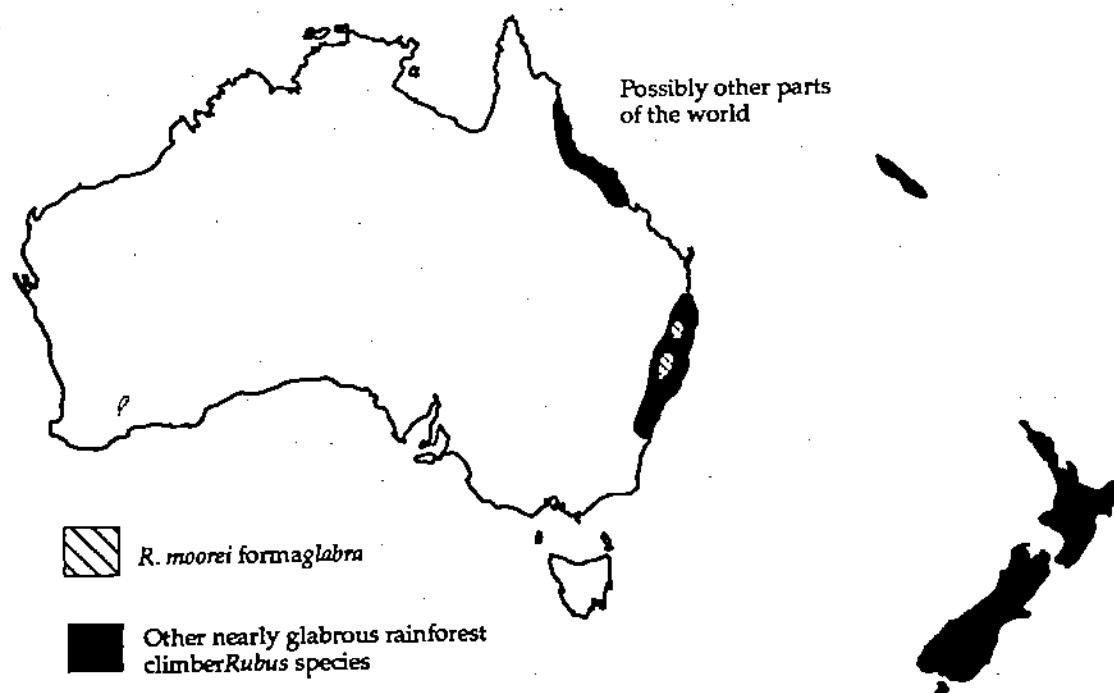 Possibly other parts
of the world
R. moorei formaglabra
Other nearly glabrous rainforest
climberRubus species